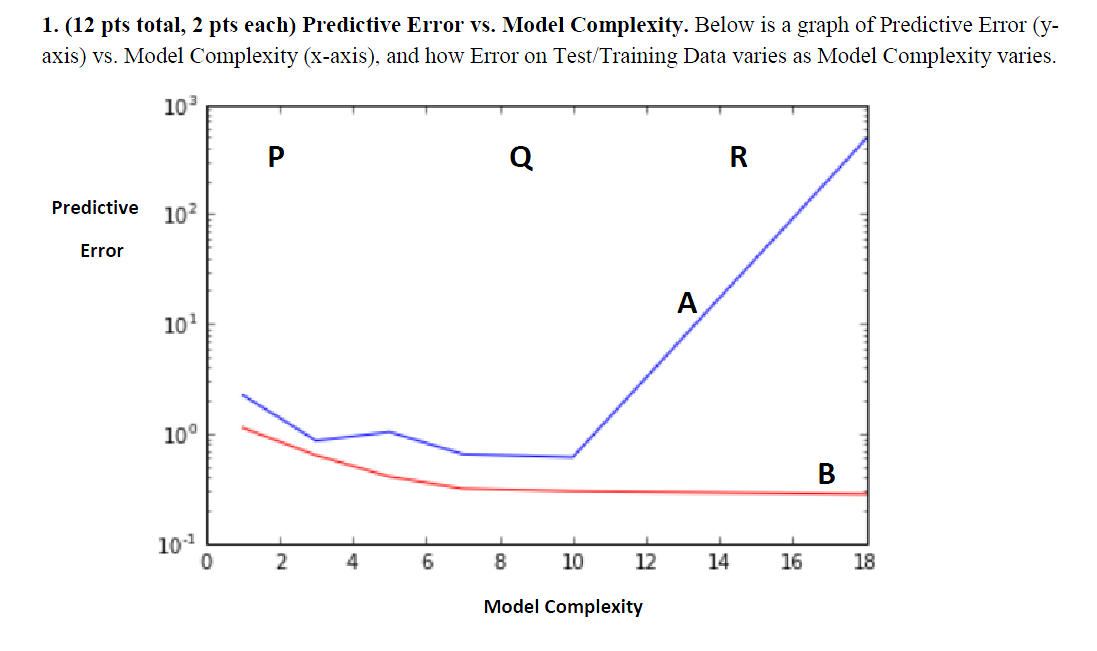 1. (12 pts total, 2 pts each) Predictive Error vs. Model Complexity. Below is a graph of Predictive Error (y-
axis) vs. Model Complexity (x-axis), and how Error on Test/Training Data varies as Model Complexity varies.
10³
P Q R
Predictive
10²
Error
A
10¹
10⁰
B
10⁻¹
0 2 4 6 8 10 12 14 16 18
Model Complexity